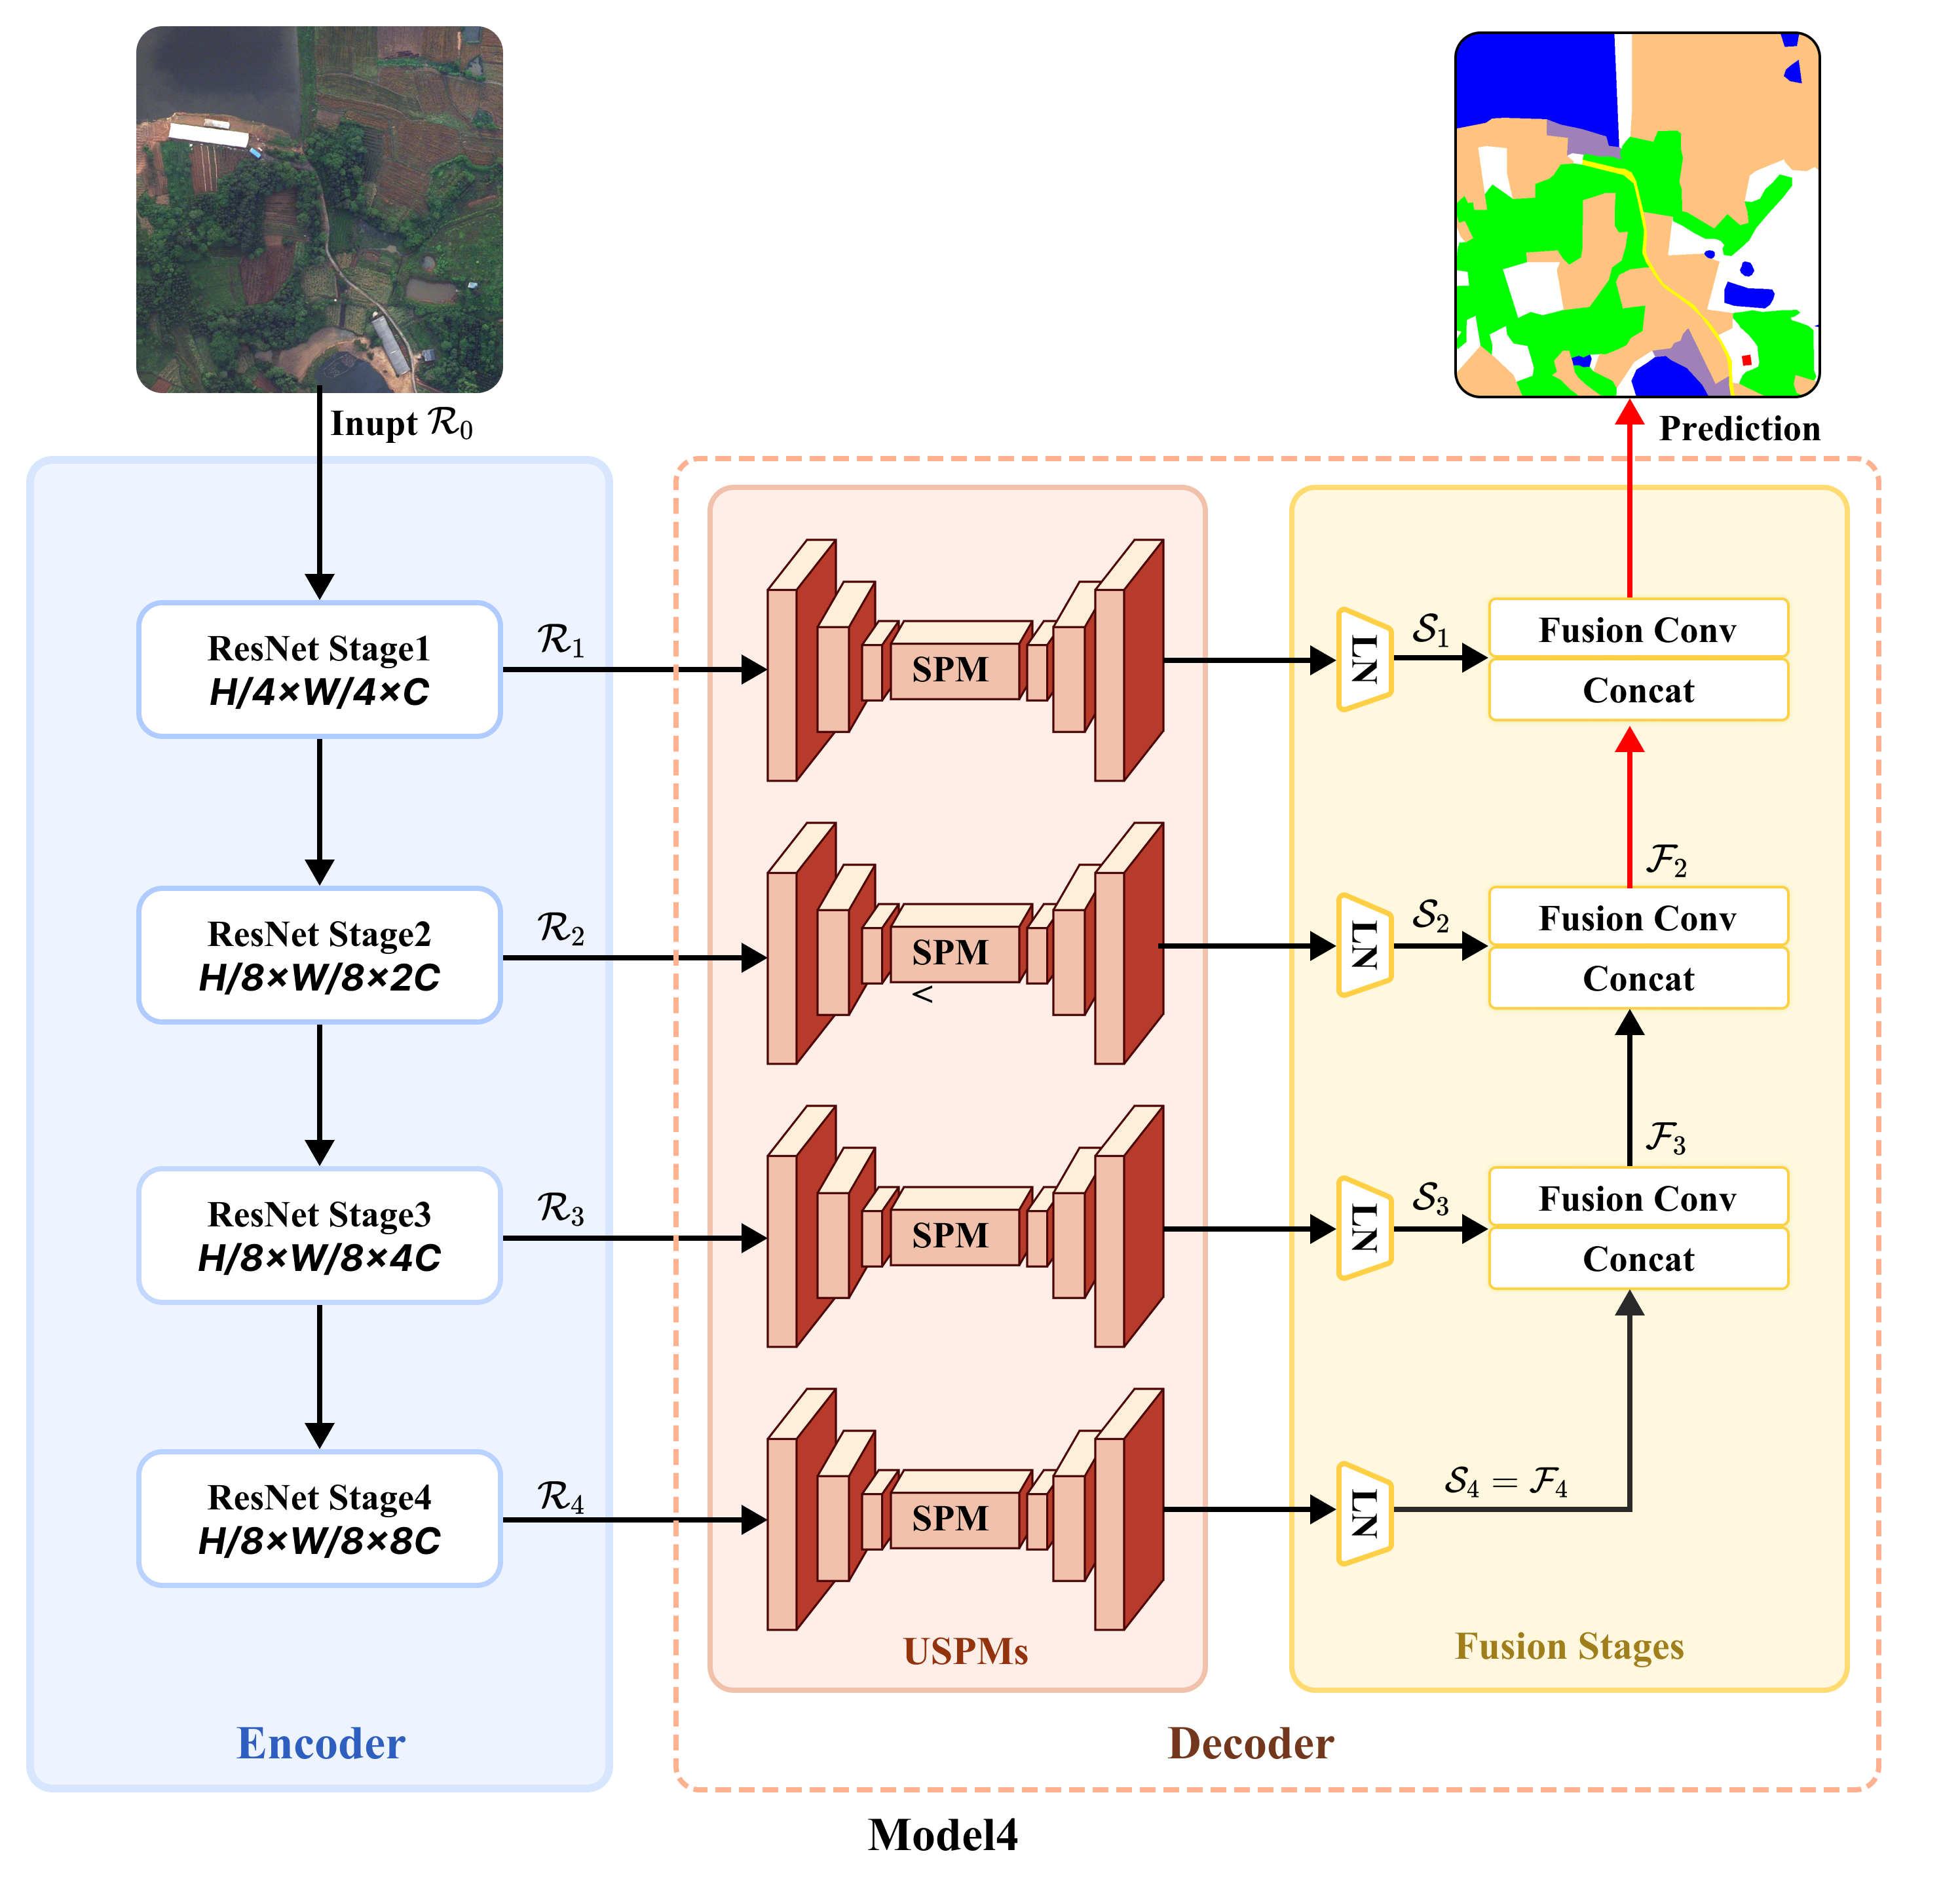 Inupt R0
Prediction
ResNet Stage1
H/4×W/4×C
R1
SPM
LN
S1
Fusion Conv
Concat
F2
ResNet Stage2
H/8×W/8×2C
R2
SPM
<
LN
S2
Fusion Conv
Concat
F3
ResNet Stage3
H/8×W/8×4C
R3
SPM
LN
S3
Fusion Conv
Concat
ResNet Stage4
H/8×W/8×8C
R4
SPM
LN
S4 = F4
USPMs
Fusion Stages
Encoder
Decoder
Model4